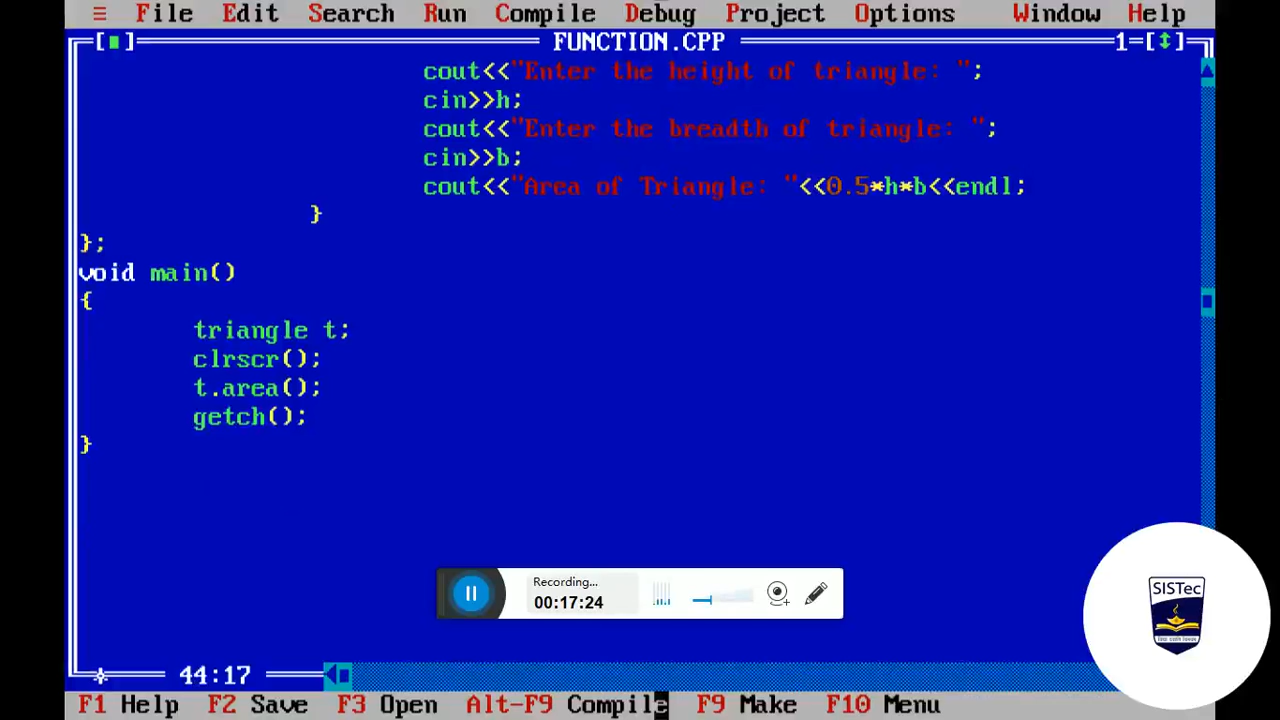 ≡ File Edit Search Run Compile Debug Project Options Window Help
[■] FUNCTION.CPP 1=[↕]
cout<<"Enter the height of triangle: ";
cin>>h;
cout<<"Enter the breadth of triangle: ";
cin>>b;
cout<<"Area of Triangle: "<<0.5*h*b<<endl;
}
};
void main()
{
triangle t;
clrscr();
t.area();
getch();
}
Recording...
00:17:24
SISTec
44:17
F1 Help F2 Save F3 Open Alt-F9 Compile F9 Make F10 Menu